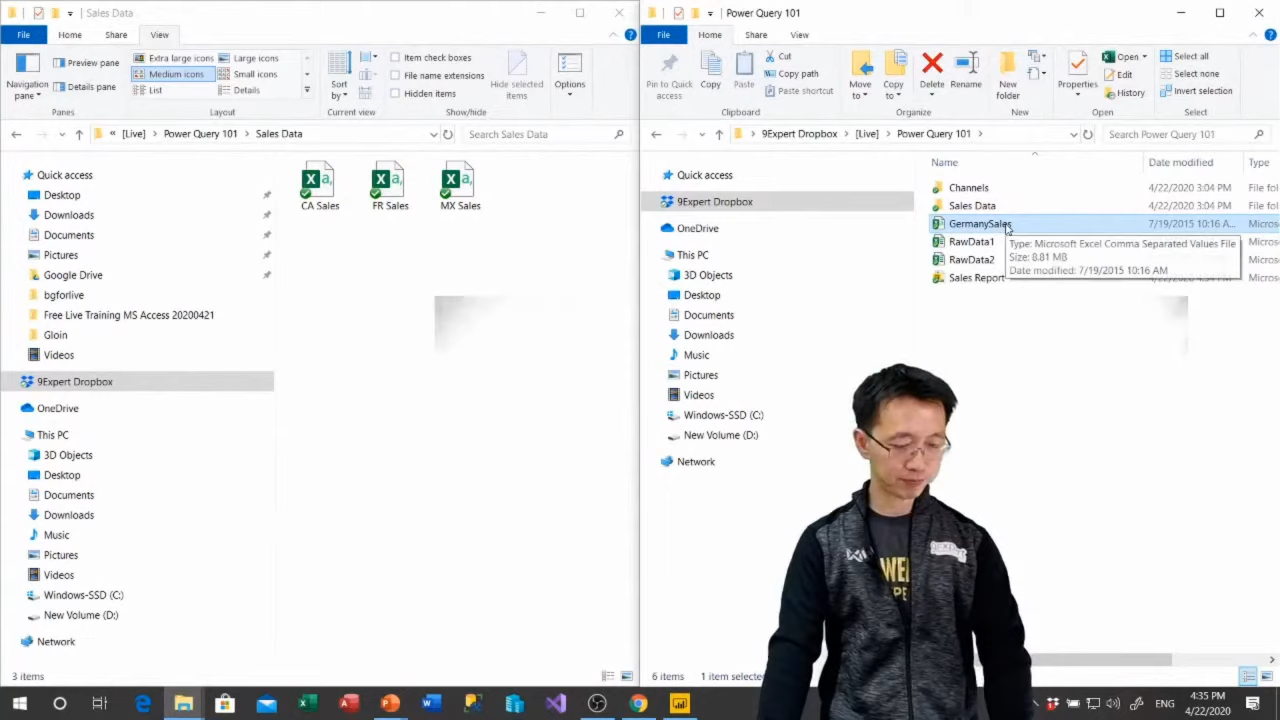 Sales Data
File Home Share View
Preview pane
Details pane
Navigation pane
Panes
Extra large icons
Large icons
Medium icons
Small icons
List
Details
Layout
Sort by
Current view
Item check boxes
File name extensions
Hidden items
Hide selected items
Show/hide
Options
« [Live] > Power Query 101 > Sales Data
Search Sales Data
Quick access
Desktop
Downloads
Documents
Pictures
Google Drive
bgforlive
Free Live Training MS Access 20200421
Gloin
Videos
9Expert Dropbox
OneDrive
This PC
3D Objects
Desktop
Documents
Downloads
Music
Pictures
Videos
Windows-SSD (C:)
New Volume (D:)
Network
CA Sales
FR Sales
MX Sales
3 items
Power Query 101
File Home Share View
Pin to Quick access
Copy
Paste
Cut
Copy path
Paste shortcut
Clipboard
Move to
Copy to
Delete
Rename
Organize
New folder
New
Properties
Open
Edit
History
Open
Select all
Select none
Invert selection
Select
9Expert Dropbox > [Live] > Power Query 101 >
Search Power Query 101
Quick access
9Expert Dropbox
OneDrive
This PC
3D Objects
Desktop
Documents
Downloads
Music
Pictures
Videos
Windows-SSD (C:)
New Volume (D:)
Network
Name Date modified Type
Channels 4/22/2020 3:04 PM File fol
Sales Data 4/22/2020 3:04 PM File fol
GermanySales 7/19/2015 10:16 A... Micros
RawData1 Micros
RawData2 Micros
Sales Report Micros
Type: Microsoft Excel Comma Separated Values File
Size: 8.81 MB
Date modified: 7/19/2015 10:16 AM
6 items 1 item selected
ENG
4:35 PM
4/22/2020